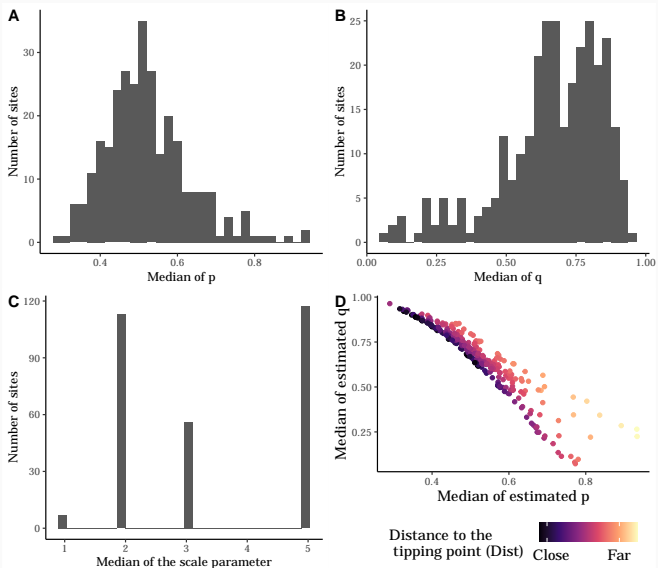 A
Number of sites
30
20
10
0
0.4 0.6 0.8
Median of p
B
Number of sites
25
20
15
10
5
0
0.00 0.25 0.50 0.75 1.00
Median of q
C
Number of sites
120
90
60
30
0
1 2 3 4 5
Median of the scale parameter
D
Median of estimated q
1.00
0.75
0.50
0.25
0.4 0.6 0.8
Median of estimated p
Distance to the
tipping point (Dist)
Close Far